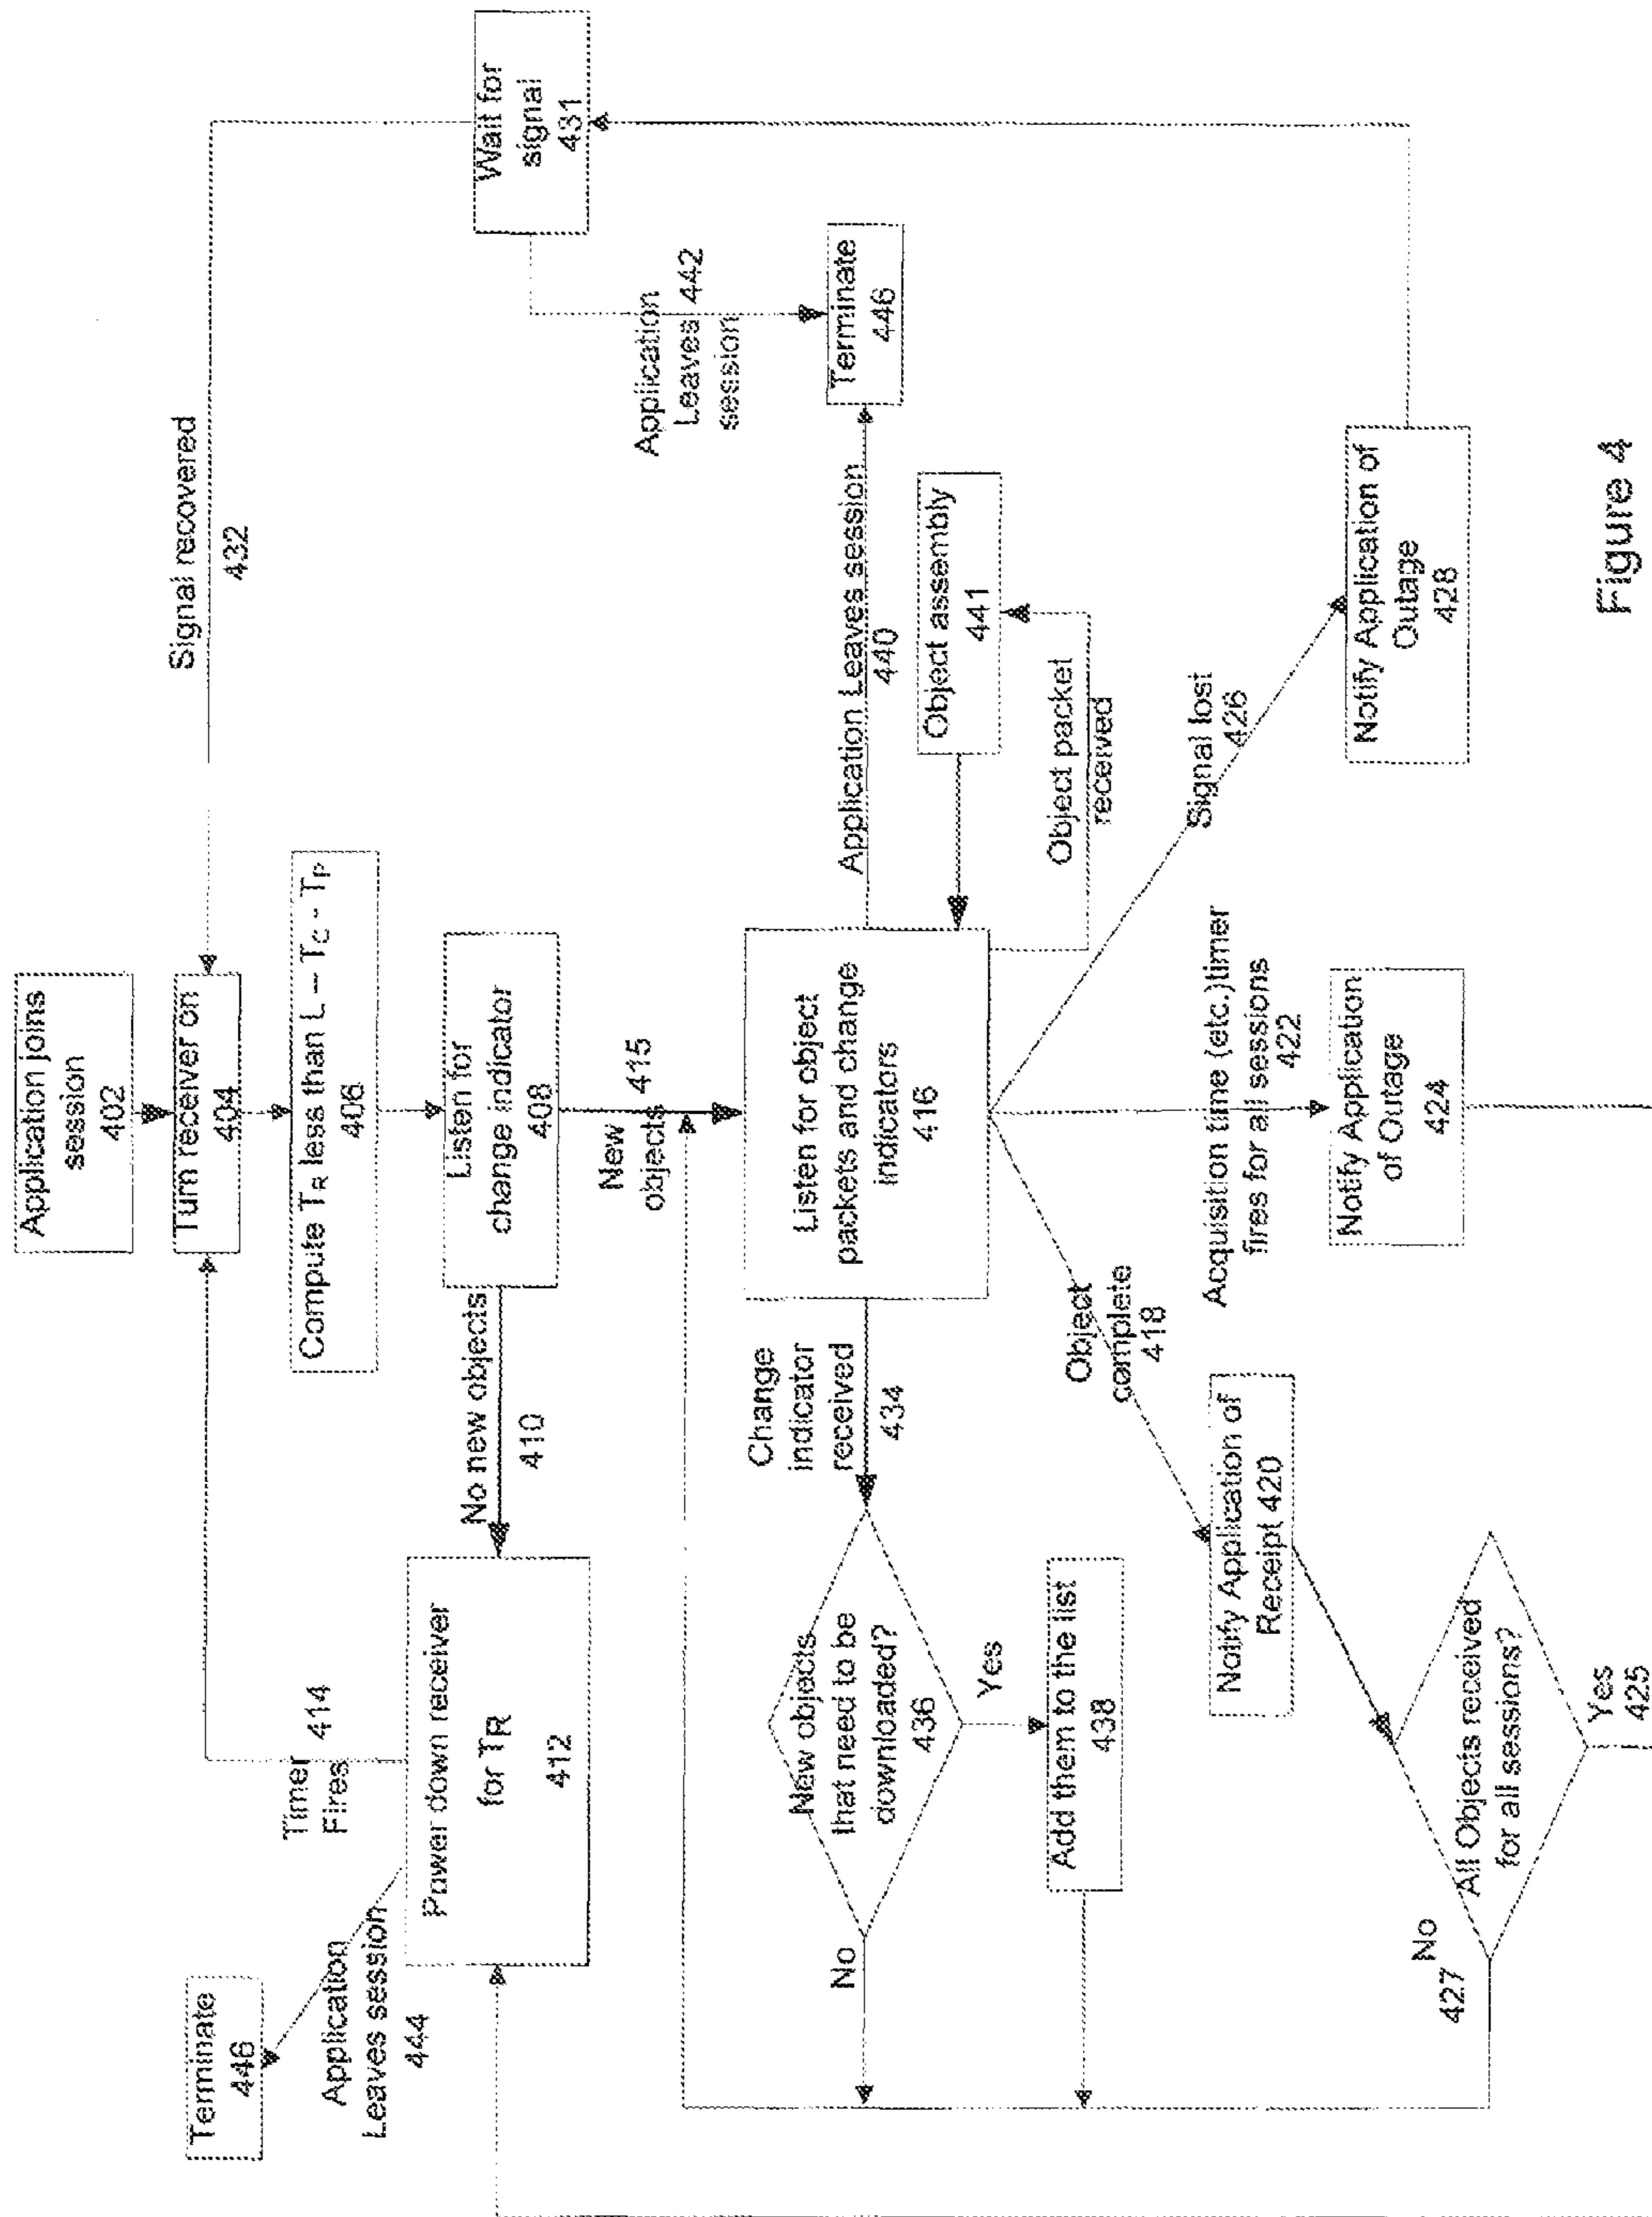 Application joins
session
402
Turn receiver on
404
Compute TR less than L – TC - TP
406
Listen for
change indicator
408
No new objects
410
New
objects 415
Power down receiver
for TR
412
Timer 414
Fires
Terminate
446
Application
Leaves session
444
Signal recovered
432
Wait for
signal
431
Application
Leaves 442
session
Terminate
446
Application Leaves session
440
Object assembly
441
Object packet
received
Listen for object
packets and change
indicators
416
Change
indicator
received
434
New objects
that need to be
downloaded?
436
No
Yes
Add them to the list
438
Object
complete
418
Notify Application of
Receipt 420
Acquisition time (etc.)timer
fires for all sessions
422
Notify Application
of Outage
424
Signal lost
426
Notify Application of
Outage
428
All Objects received
for all sessions?
No
427
Yes
425
Figure 4